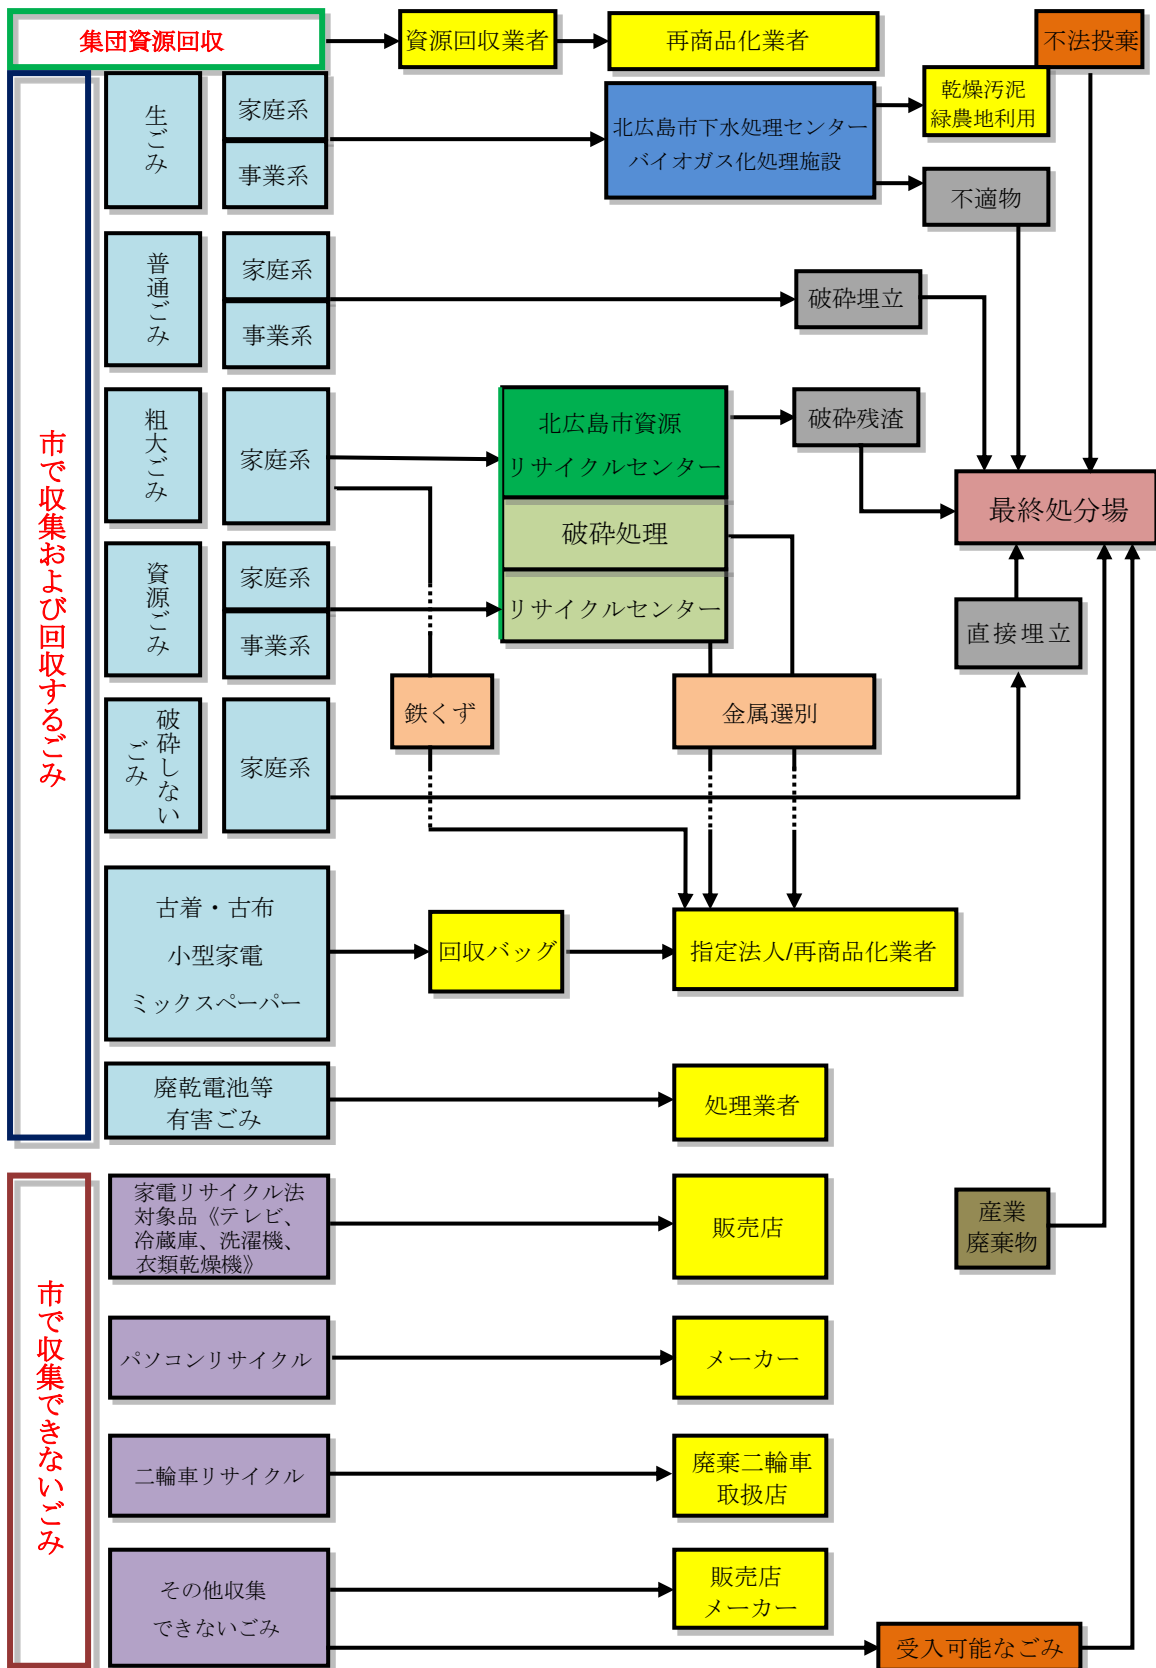 集団資源回収
資源回収業者
再商品化業者
不法投棄
市で収集および回収するごみ
生ごみ
家庭系
事業系
北広島市下水処理センター
バイオガス化処理施設
乾燥汚泥
緑農地利用
不適物
普通ごみ
家庭系
事業系
破砕埋立
粗大ごみ
家庭系
北広島市資源
リサイクルセンター
破砕処理
リサイクルセンター
破砕残渣
最終処分場
資源ごみ
家庭系
事業系
直接埋立
鉄くず
金属選別
破砕しない
ごみ
家庭系
古着・古布
小型家電
ミックスペーパー
回収バッグ
指定法人/再商品化業者
廃乾電池等
有害ごみ
処理業者
市で収集できないごみ
家電リサイクル法
対象品《テレビ、
冷蔵庫、洗濯機、
衣類乾燥機》
販売店
産業
廃棄物
パソコンリサイクル
メーカー
二輪車リサイクル
廃棄二輪車
取扱店
その他収集
できないごみ
販売店
メーカー
受入可能なごみ